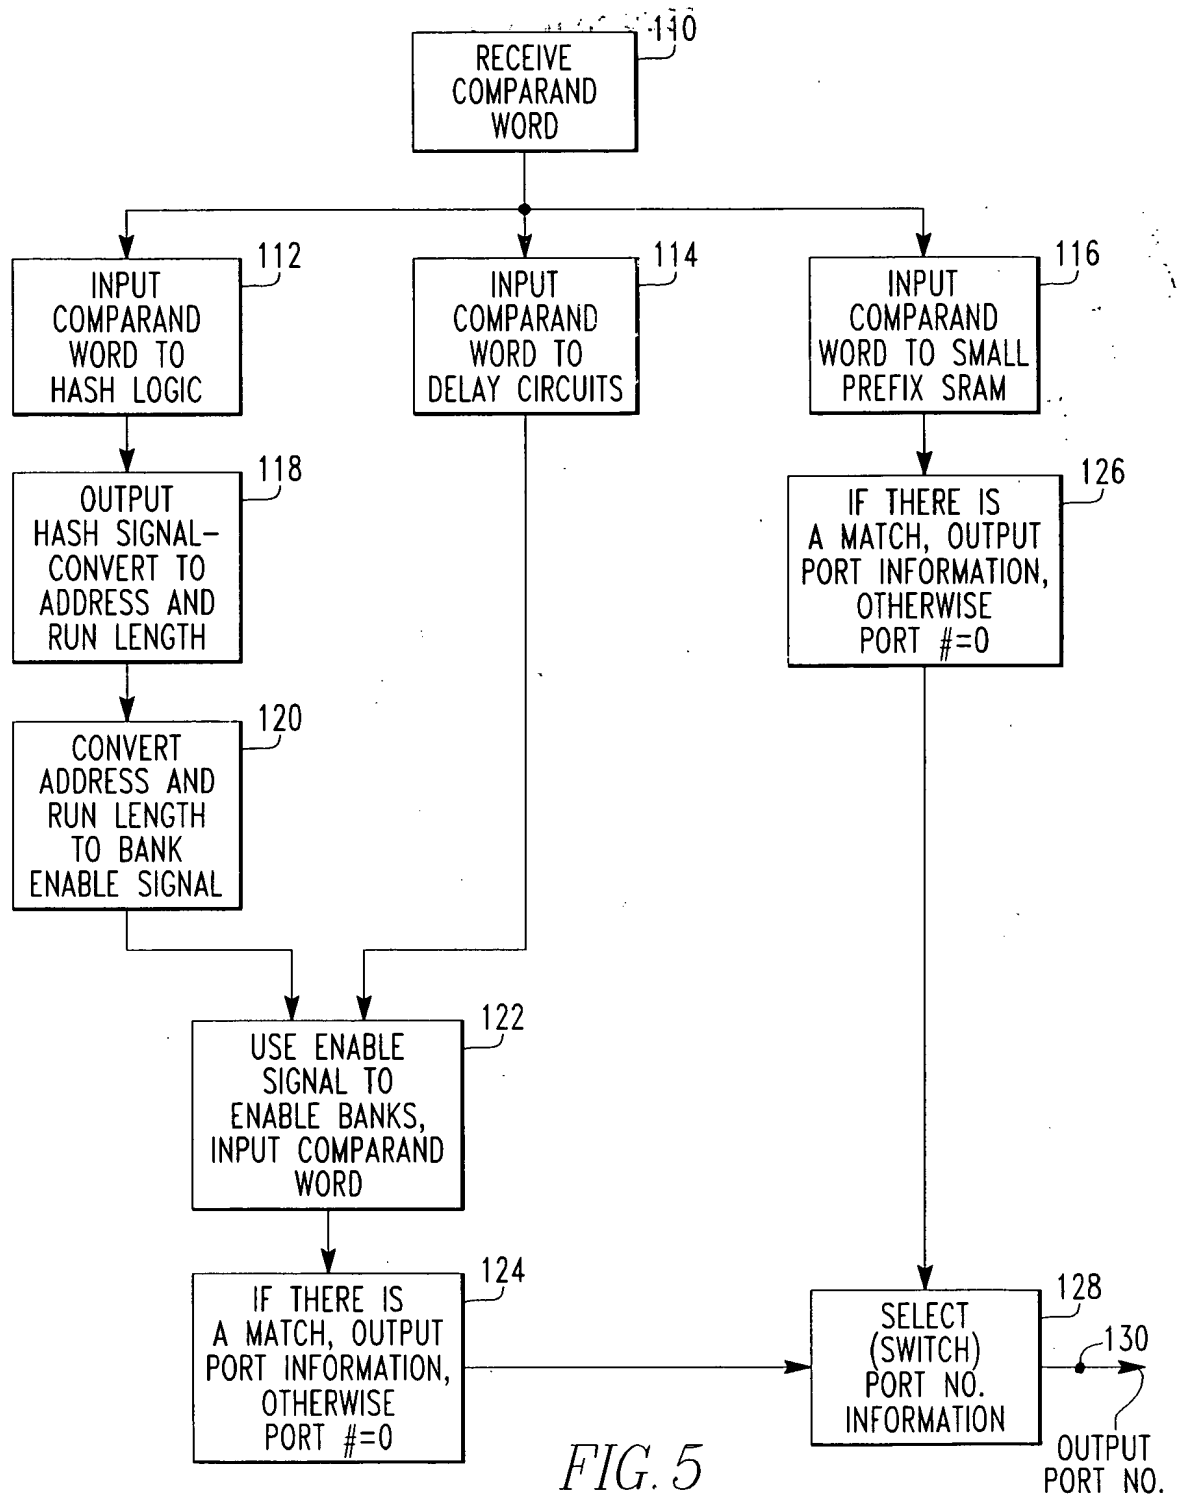 110
RECEIVE
COMPARAND
WORD
112
INPUT
COMPARAND
WORD TO
HASH LOGIC
114
INPUT
COMPARAND
WORD TO
DELAY CIRCUITS
116
INPUT
COMPARAND
WORD TO SMALL
PREFIX SRAM
118
OUTPUT
HASH SIGNAL–
CONVERT TO
ADDRESS AND
RUN LENGTH
126
IF THERE IS
A MATCH, OUTPUT
PORT INFORMATION,
OTHERWISE
PORT #=0
120
CONVERT
ADDRESS AND
RUN LENGTH
TO BANK
ENABLE SIGNAL
122
USE ENABLE
SIGNAL TO
ENABLE BANKS,
INPUT COMPARAND
WORD
124
IF THERE IS
A MATCH, OUTPUT
PORT INFORMATION,
OTHERWISE
PORT #=0
128
SELECT
(SWITCH)
PORT NO.
INFORMATION
130
OUTPUT
PORT NO.
FIG. 5